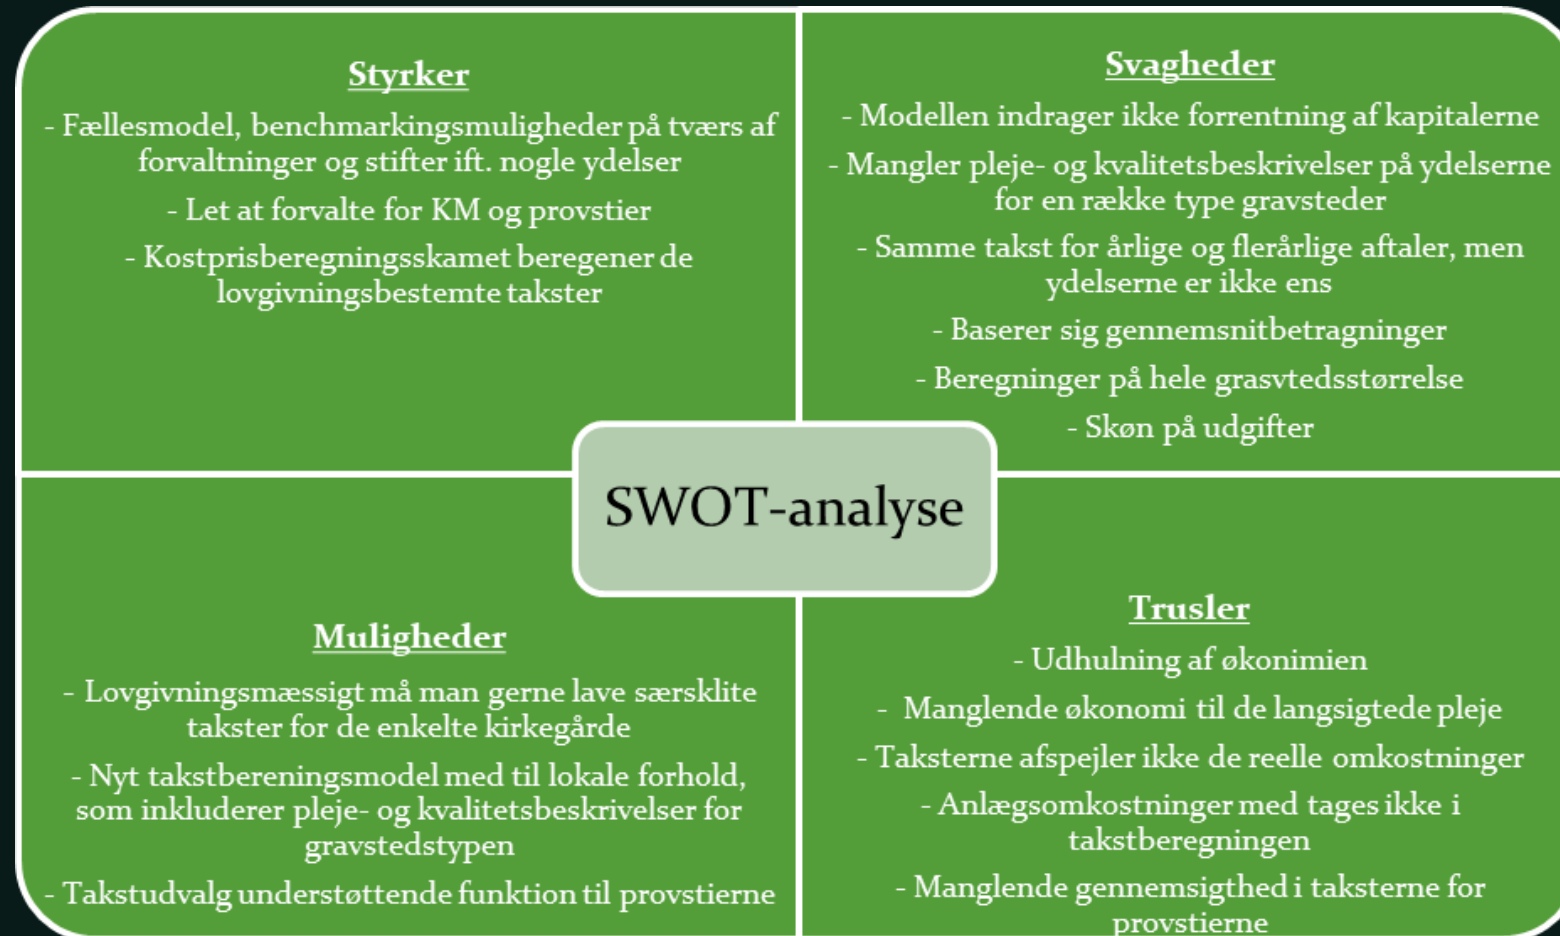 Styrker
- Fællesmodel, benchmarkingsmuligheder på tværs af
forvaltninger og stifter ift. nogle ydelser
- Let at forvalte for KM og provstier
- Kostprisberegningsskamet beregener de
lovgivningsbestemte takster
Svagheder
- Modellen indrager ikke forrentning af kapitalerne
- Mangler pleje- og kvalitetsbeskrivelser på ydelserne
for en række type gravsteder
- Samme takst for årlige og flerårlige aftaler, men
ydelserne er ikke ens
- Baserer sig gennemsnitbetragninger
- Beregninger på hele grasvtedsstørrelse
- Skøn på udgifter
SWOT-analyse
Muligheder
- Lovgivningsmæssigt må man gerne lave særsklite
takster for de enkelte kirkegårde
- Nyt takstbereningsmodel med til lokale forhold,
som inkluderer pleje- og kvalitetsbeskrivelser for
gravstedstypen
- Takstudvalg understøttende funktion til provstierne
Trusler
- Udhulning af økonimien
- Manglende økonomi til de langsigtede pleje
- Taksterne afspejler ikke de reelle omkostninger
- Anlægsomkostninger med tages ikke i
takstberegningen
- Manglende gennemsigthed i taksterne for
provstierne